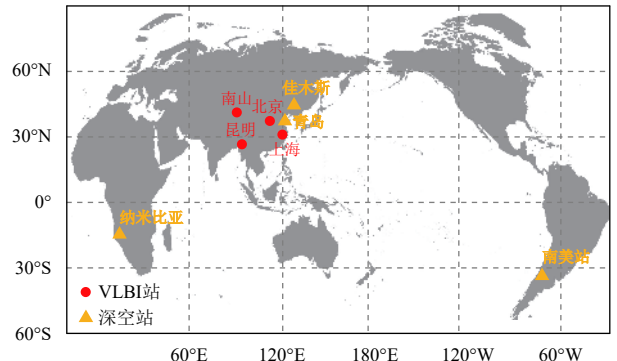 60°N
佳木斯
南山
北京
青岛
30°N
昆明
上海
0°
纳米比亚
南美站
30°S
VLBI站
深空站
60°S
60°E
120°E
180°E
120°W
60°W